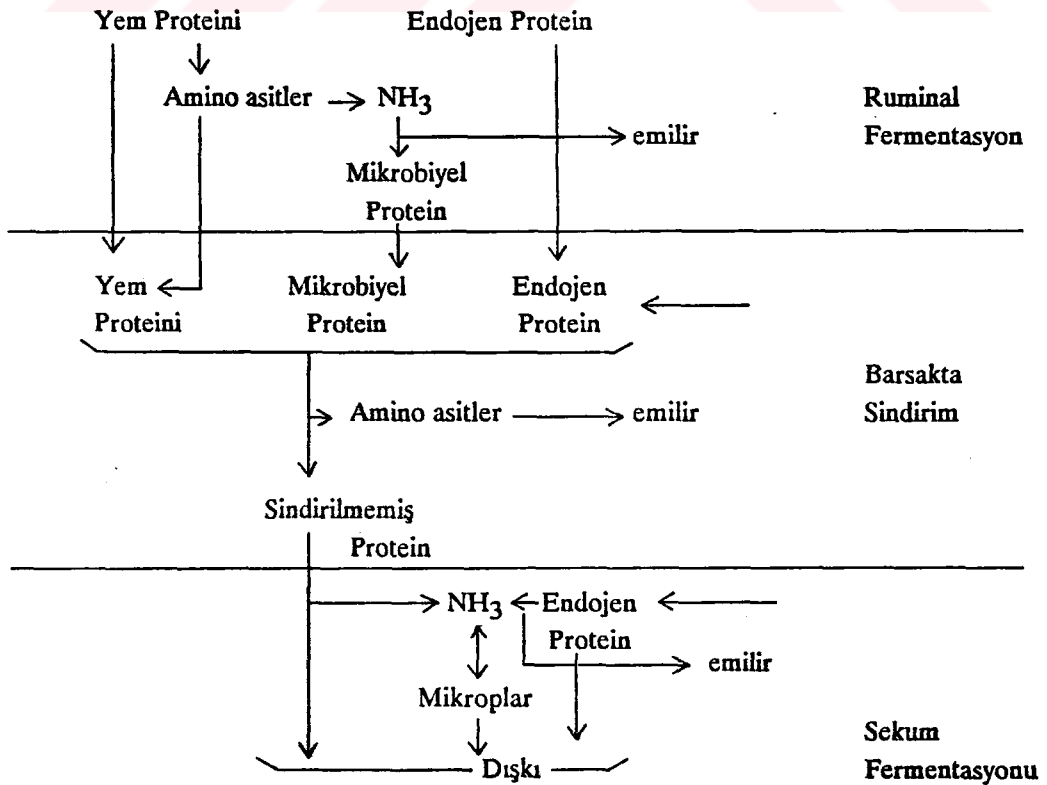 Yem Proteini Endojen Protein
Amino asitler NH3 Ruminal
emilir Fermentasyon
Mikrobiyel
Protein
Yem Mikrobiyel Endojen
Proteini Protein Protein
Barsakta
Amino asitler emilir Sindirim
Sindirilmemiş
Protein
NH3 Endojen
Protein
emilir
Mikroplar
Sekum
Dışkı Fermentasyonu